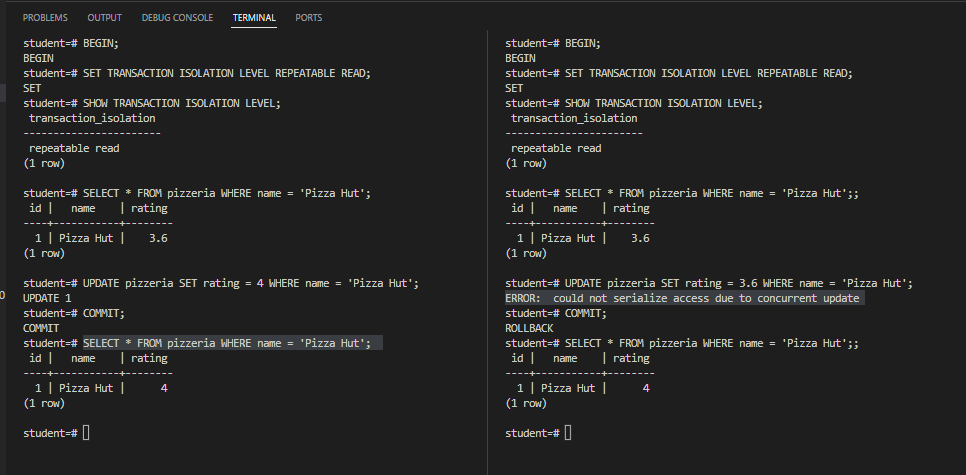 PROBLEMS OUTPUT DEBUG CONSOLE TERMINAL PORTS
student=# BEGIN;
BEGIN
student=# SET TRANSACTION ISOLATION LEVEL REPEATABLE READ;
SET
student=# SHOW TRANSACTION ISOLATION LEVEL;
 transaction_isolation
-----------------------
 repeatable read
(1 row)

student=# SELECT * FROM pizzeria WHERE name = 'Pizza Hut';
 id |   name    | rating
----+-----------+--------
  1 | Pizza Hut |    3.6
(1 row)

student=# UPDATE pizzeria SET rating = 4 WHERE name = 'Pizza Hut';
UPDATE 1
student=# COMMIT;
COMMIT
student=# SELECT * FROM pizzeria WHERE name = 'Pizza Hut';
 id |   name    | rating
----+-----------+--------
  1 | Pizza Hut |      4
(1 row)

student=#
student=# BEGIN;
BEGIN
student=# SET TRANSACTION ISOLATION LEVEL REPEATABLE READ;
SET
student=# SHOW TRANSACTION ISOLATION LEVEL;
 transaction_isolation
-----------------------
 repeatable read
(1 row)

student=# SELECT * FROM pizzeria WHERE name = 'Pizza Hut';;
 id |   name    | rating
----+-----------+--------
  1 | Pizza Hut |    3.6
(1 row)

student=# UPDATE pizzeria SET rating = 3.6 WHERE name = 'Pizza Hut';
ERROR:  could not serialize access due to concurrent update
student=# COMMIT;
ROLLBACK
student=# SELECT * FROM pizzeria WHERE name = 'Pizza Hut';;
 id |   name    | rating
----+-----------+--------
  1 | Pizza Hut |      4
(1 row)

student=#